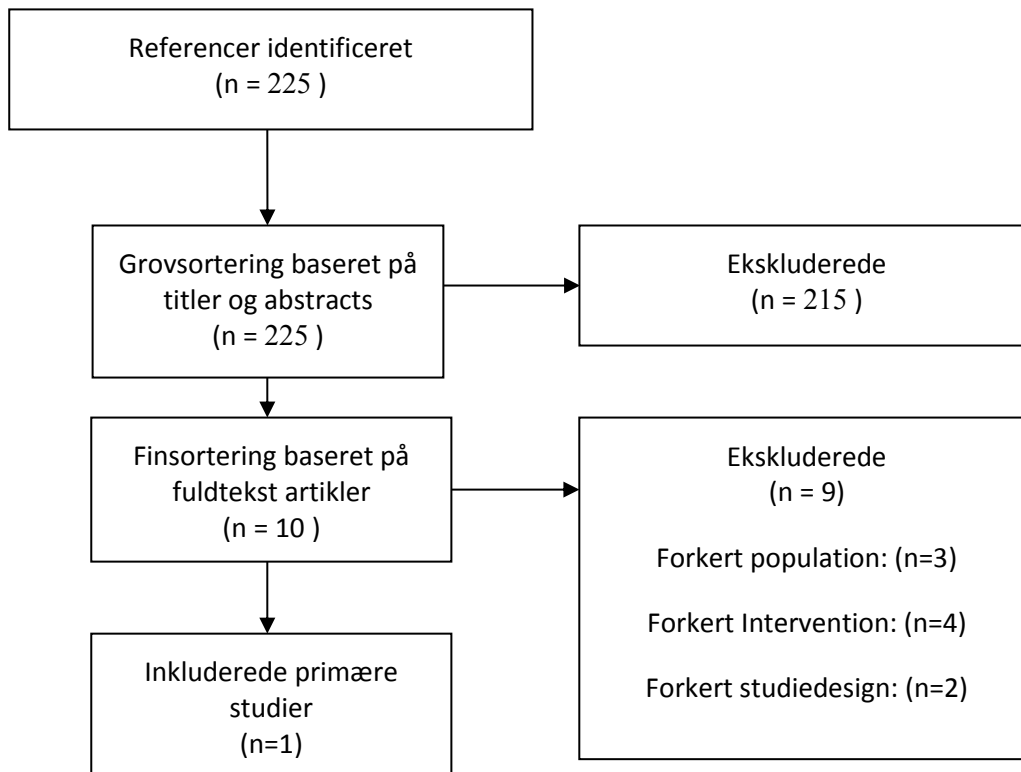 Referencer identificeret
(n = 225 )
Grovsortering baseret på
titler og abstracts
(n = 225 )
Ekskluderede
(n = 215 )
Finsortering baseret på
fuldtekst artikler
(n = 10 )
Ekskluderede
(n = 9)
Forkert population: (n=3)
Forkert Intervention: (n=4)
Forkert studiedesign: (n=2)
Inkluderede primære
studier
(n=1)